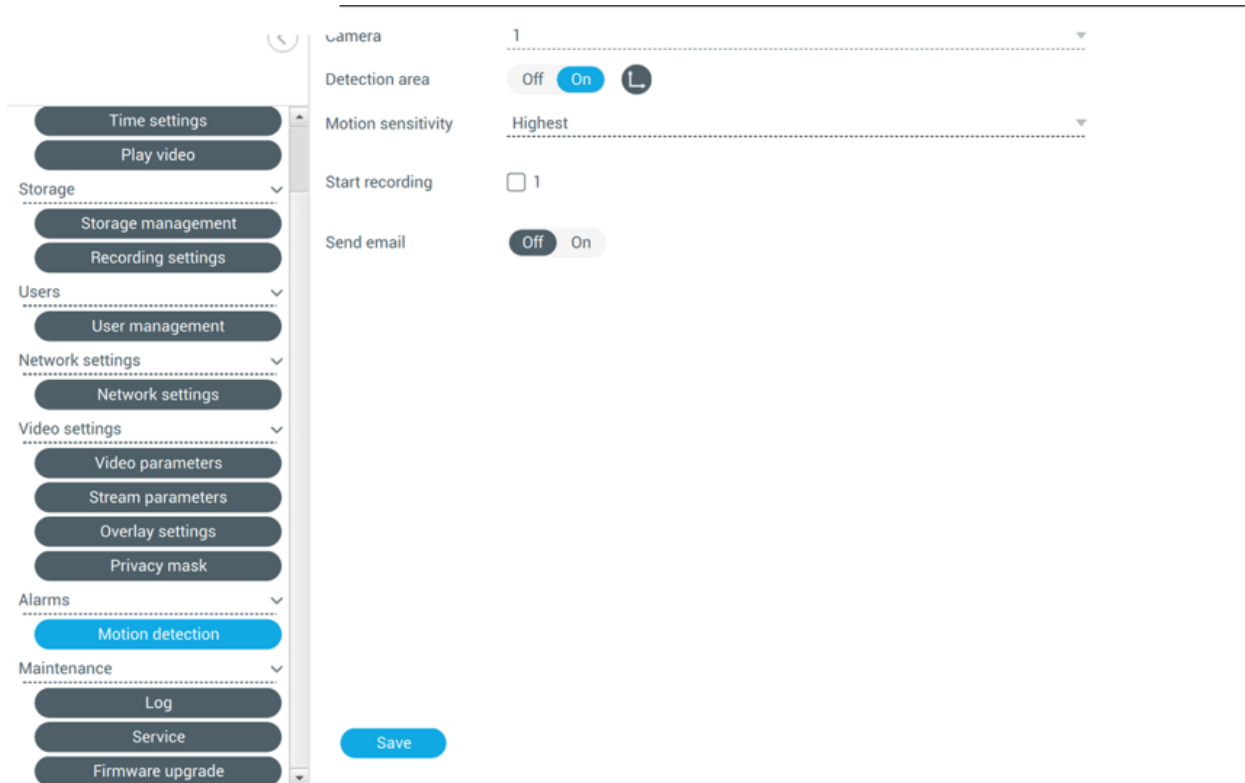 Camera 1
Detection area Off On
Time settings
Motion sensitivity Highest
Play video
Storage
Start recording 1
Storage management
Send email Off On
Recording settings
Users
User management
Network settings
Network settings
Video settings
Video parameters
Stream parameters
Overlay settings
Privacy mask
Alarms
Motion detection
Maintenance
Log
Service
Save
Firmware upgrade